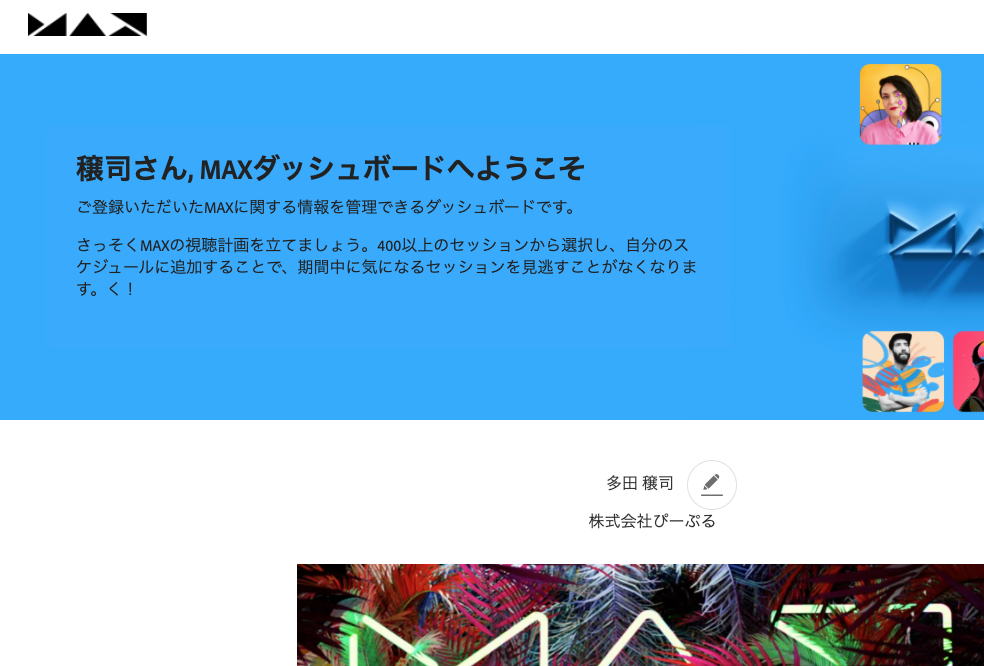 MAX
穣司さん, MAXダッシュボードへようこそ
ご登録いただいたMAXに関する情報を管理できるダッシュボードです。
さっそくMAXの視聴計画を立てましょう。400以上のセッションから選択し、自分のス
ケジュールに追加することで、期間中に気になるセッションを見逃すことがなくなりま
す。く！
MA
多田 穣司
株式会社ぴーぷる
MAX